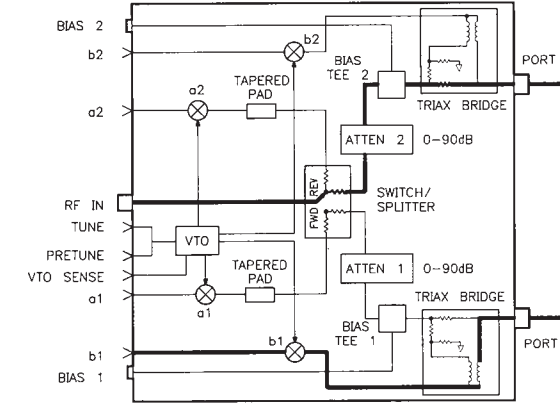 BIAS 2
b2
b2
BIAS
TEE 2
PORT
TAPERED
PAD
a2
a2
TRIAX BRIDGE
ATTEN 2
0-90dB
REV
FWD
SWITCH/
SPLITTER
RF IN
TUNE
PRETUNE
VTO
VTO SENSE
TAPERED
PAD
ATTEN 1
0-90dB
a1
a1
TRIAX BRIDGE
BIAS
TEE 1
PORT
b1
b1
BIAS 1